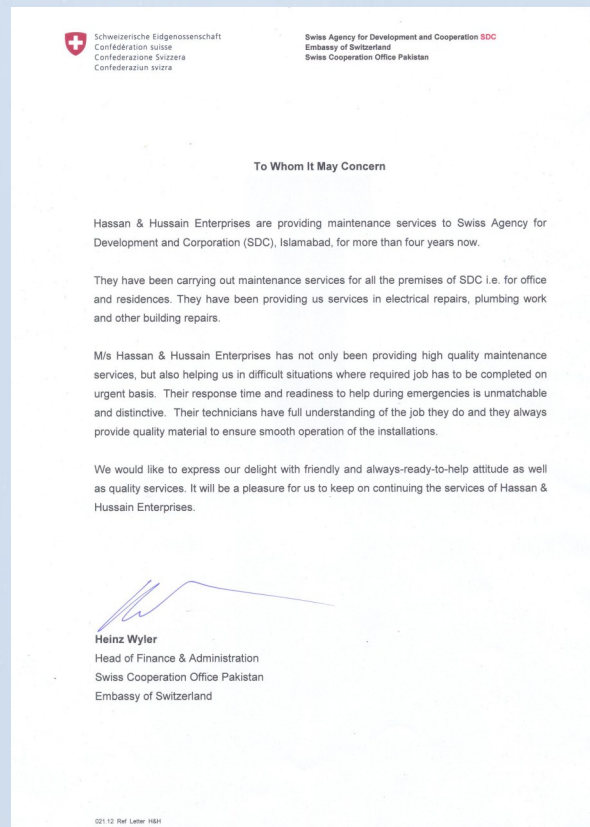 Schweizerische Eidgenossenschaft
Confédération suisse
Confederazione Svizzera
Confederaziun svizra
Swiss Agency for Development and Cooperation SDC
Embassy of Switzerland
Swiss Cooperation Office Pakistan
To Whom It May Concern
Hassan & Hussain Enterprises are providing maintenance services to Swiss Agency for
Development and Corporation (SDC), Islamabad, for more than four years now.
They have been carrying out maintenance services for all the premises of SDC i.e. for office
and residences. They have been providing us services in electrical repairs, plumbing work
and other building repairs.
M/s Hassan & Hussain Enterprises has not only been providing high quality maintenance
services, but also helping us in difficult situations where required job has to be completed on
urgent basis. Their response time and readiness to help during emergencies is unmatchable
and distinctive. Their technicians have full understanding of the job they do and they always
provide quality material to ensure smooth operation of the installations.
We would like to express our delight with friendly and always-ready-to-help attitude as well
as quality services. It will be a pleasure for us to keep on continuing the services of Hassan &
Hussain Enterprises.
Heinz Wyler
Head of Finance & Administration
Swiss Cooperation Office Pakistan
Embassy of Switzerland
021.12 Ref Letter H&H